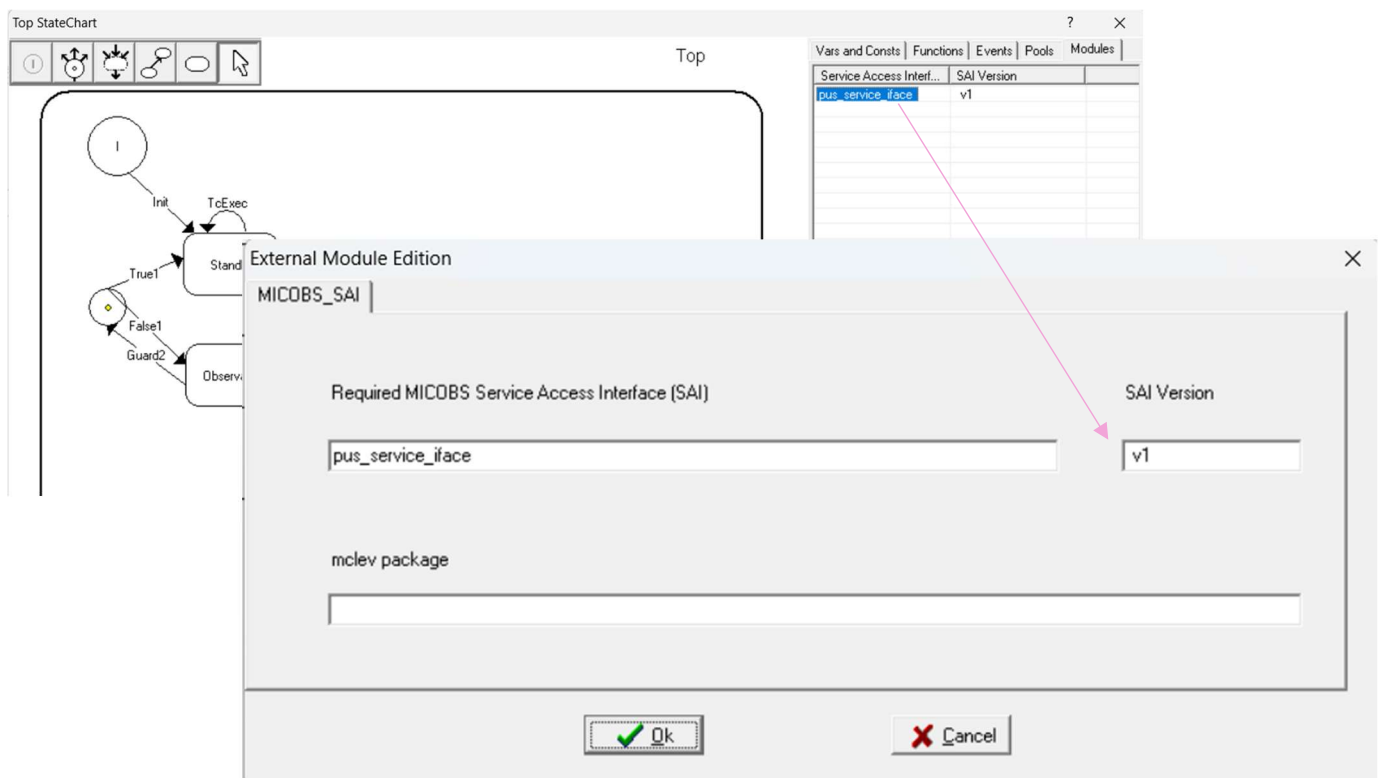 Top StateChart
? ×
Top
Vars and Consts Functions Events Pools Modules
Service Access Interf... SAI Version
pus_service_iface v1
I
I
Init
TcExec
True1
False1
Guard2
External Module Edition
MICOBS_SAI
Required MICOBS Service Access Interface (SAI) SAI Version
pus_service_iface v1
mclev package
Ok Cancel